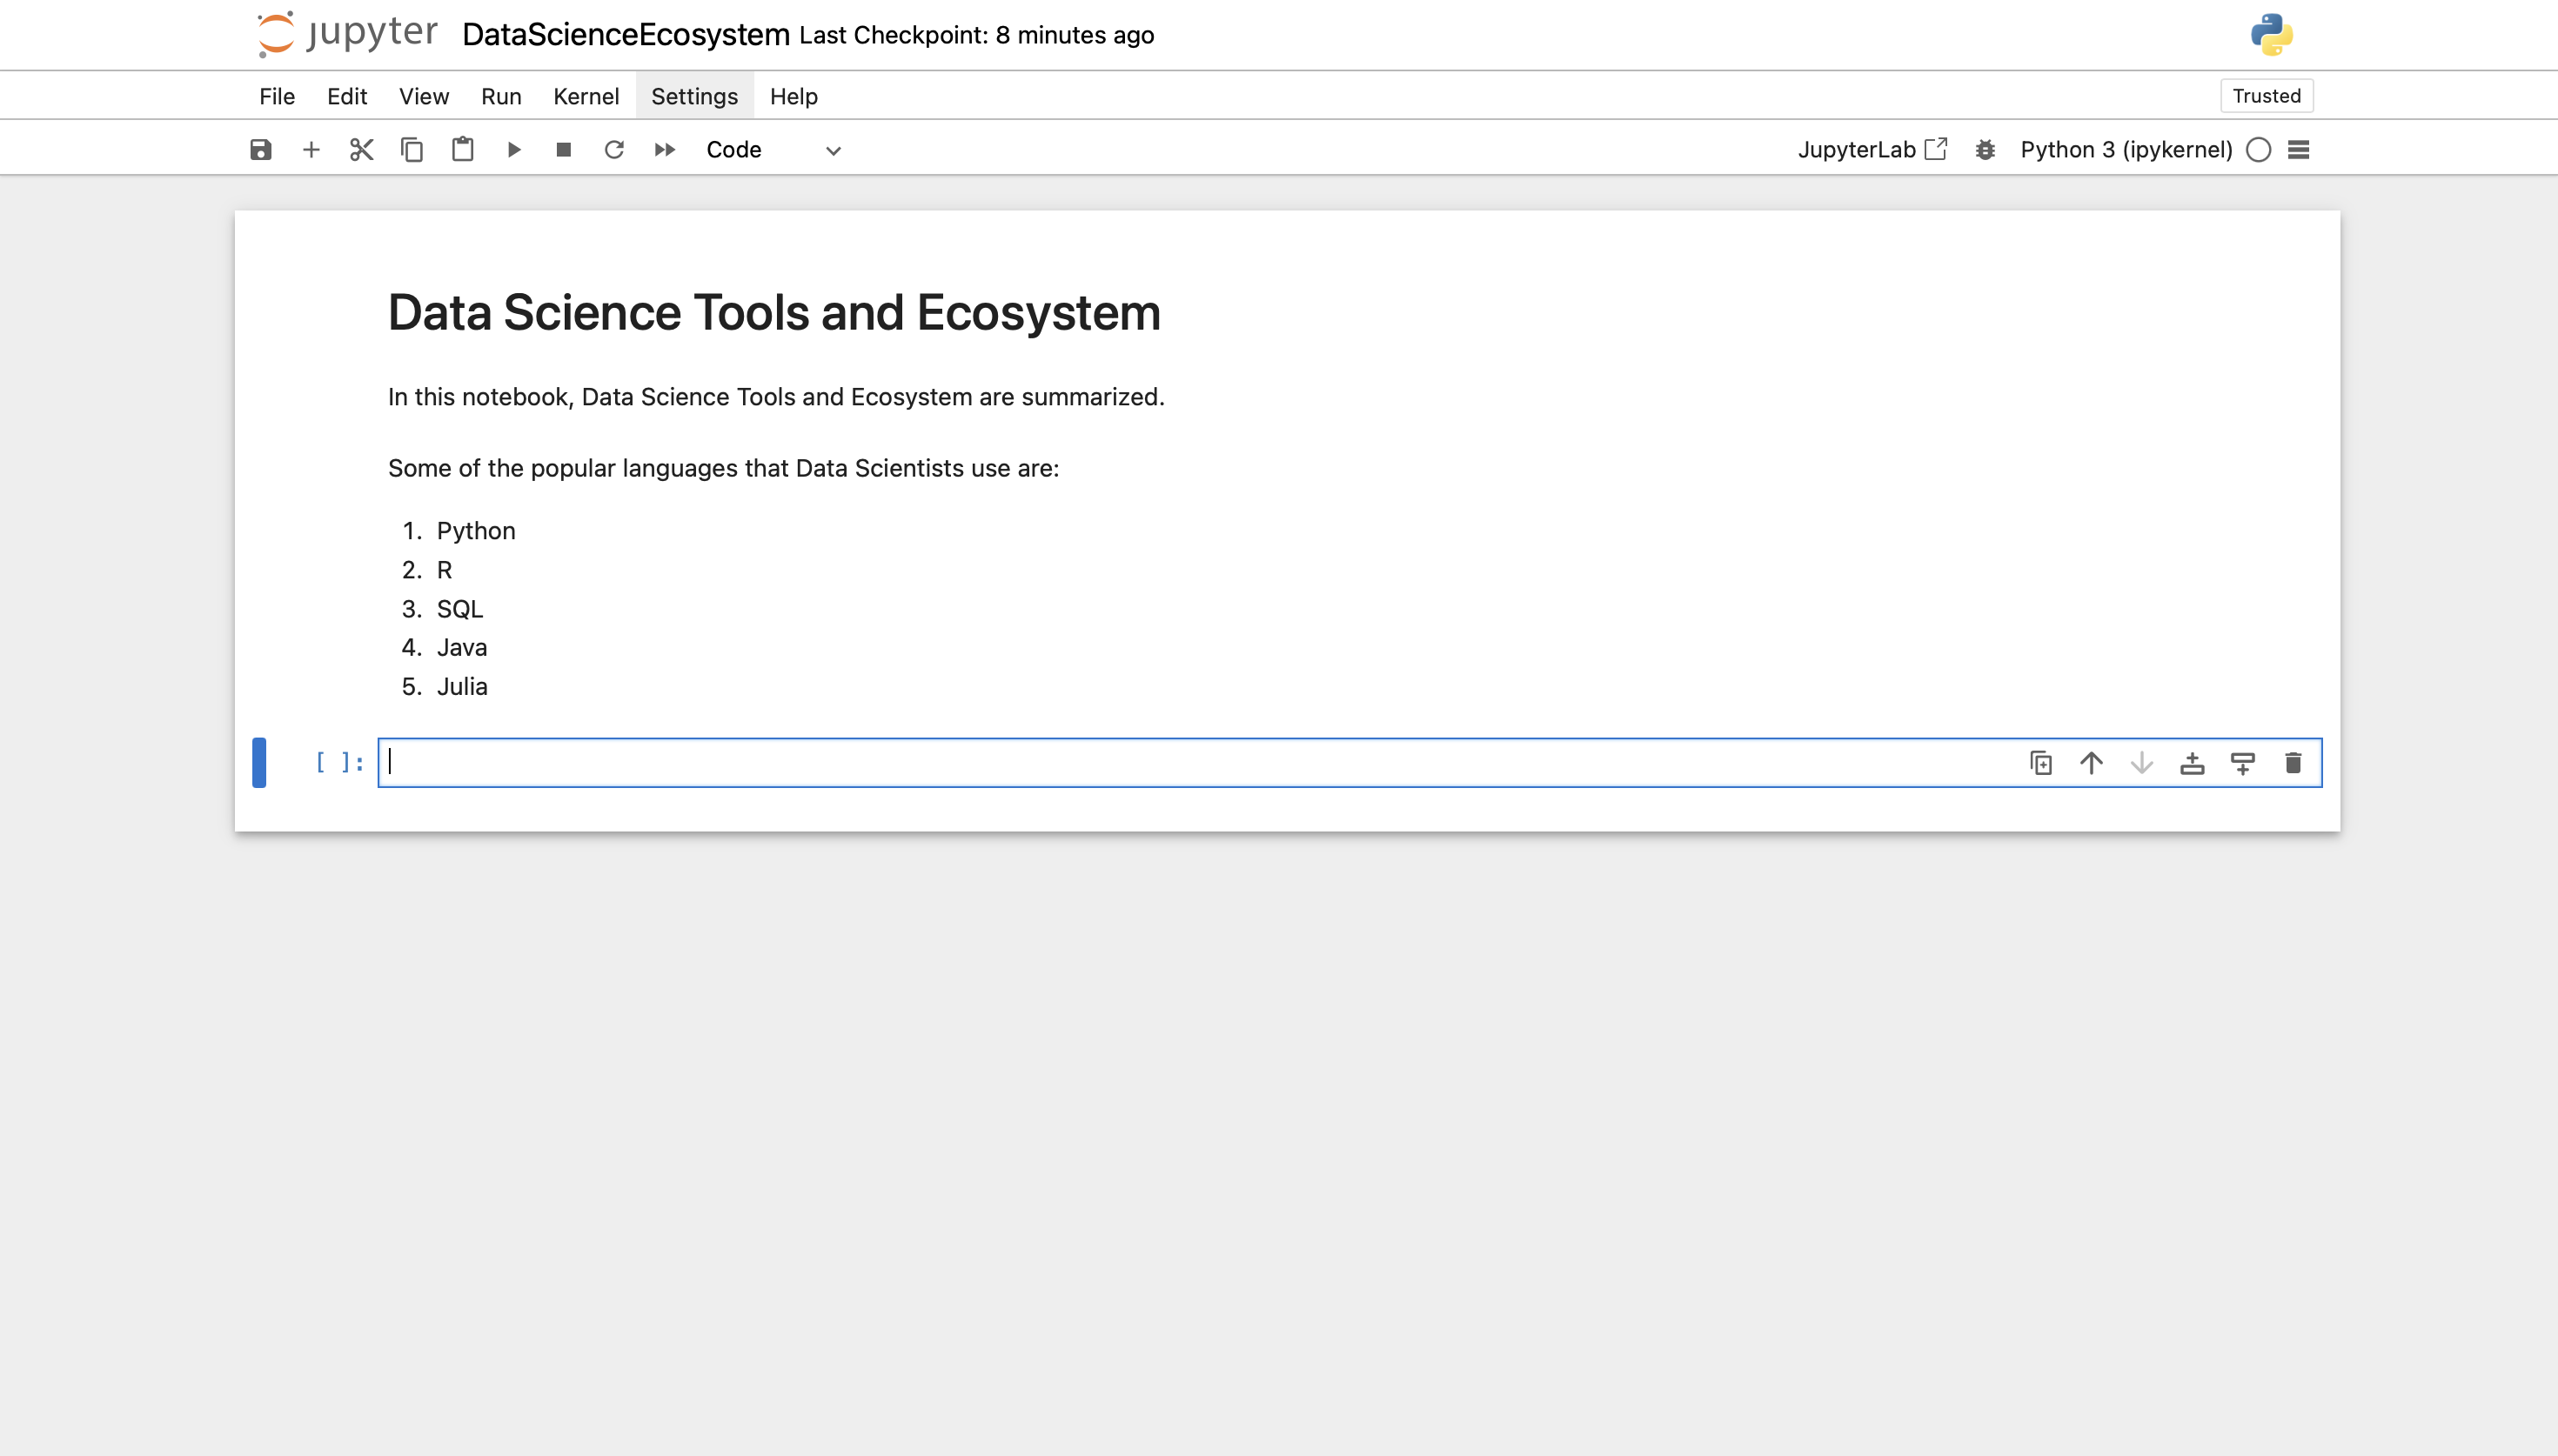 jupyter DataScienceEcosystem Last Checkpoint: 8 minutes ago
File Edit View Run Kernel Settings Help Trusted
Code JupyterLab Python 3 (ipykernel)
Data Science Tools and Ecosystem
In this notebook, Data Science Tools and Ecosystem are summarized.
Some of the popular languages that Data Scientists use are:
1. Python
2. R
3. SQL
4. Java
5. Julia
[ ]: